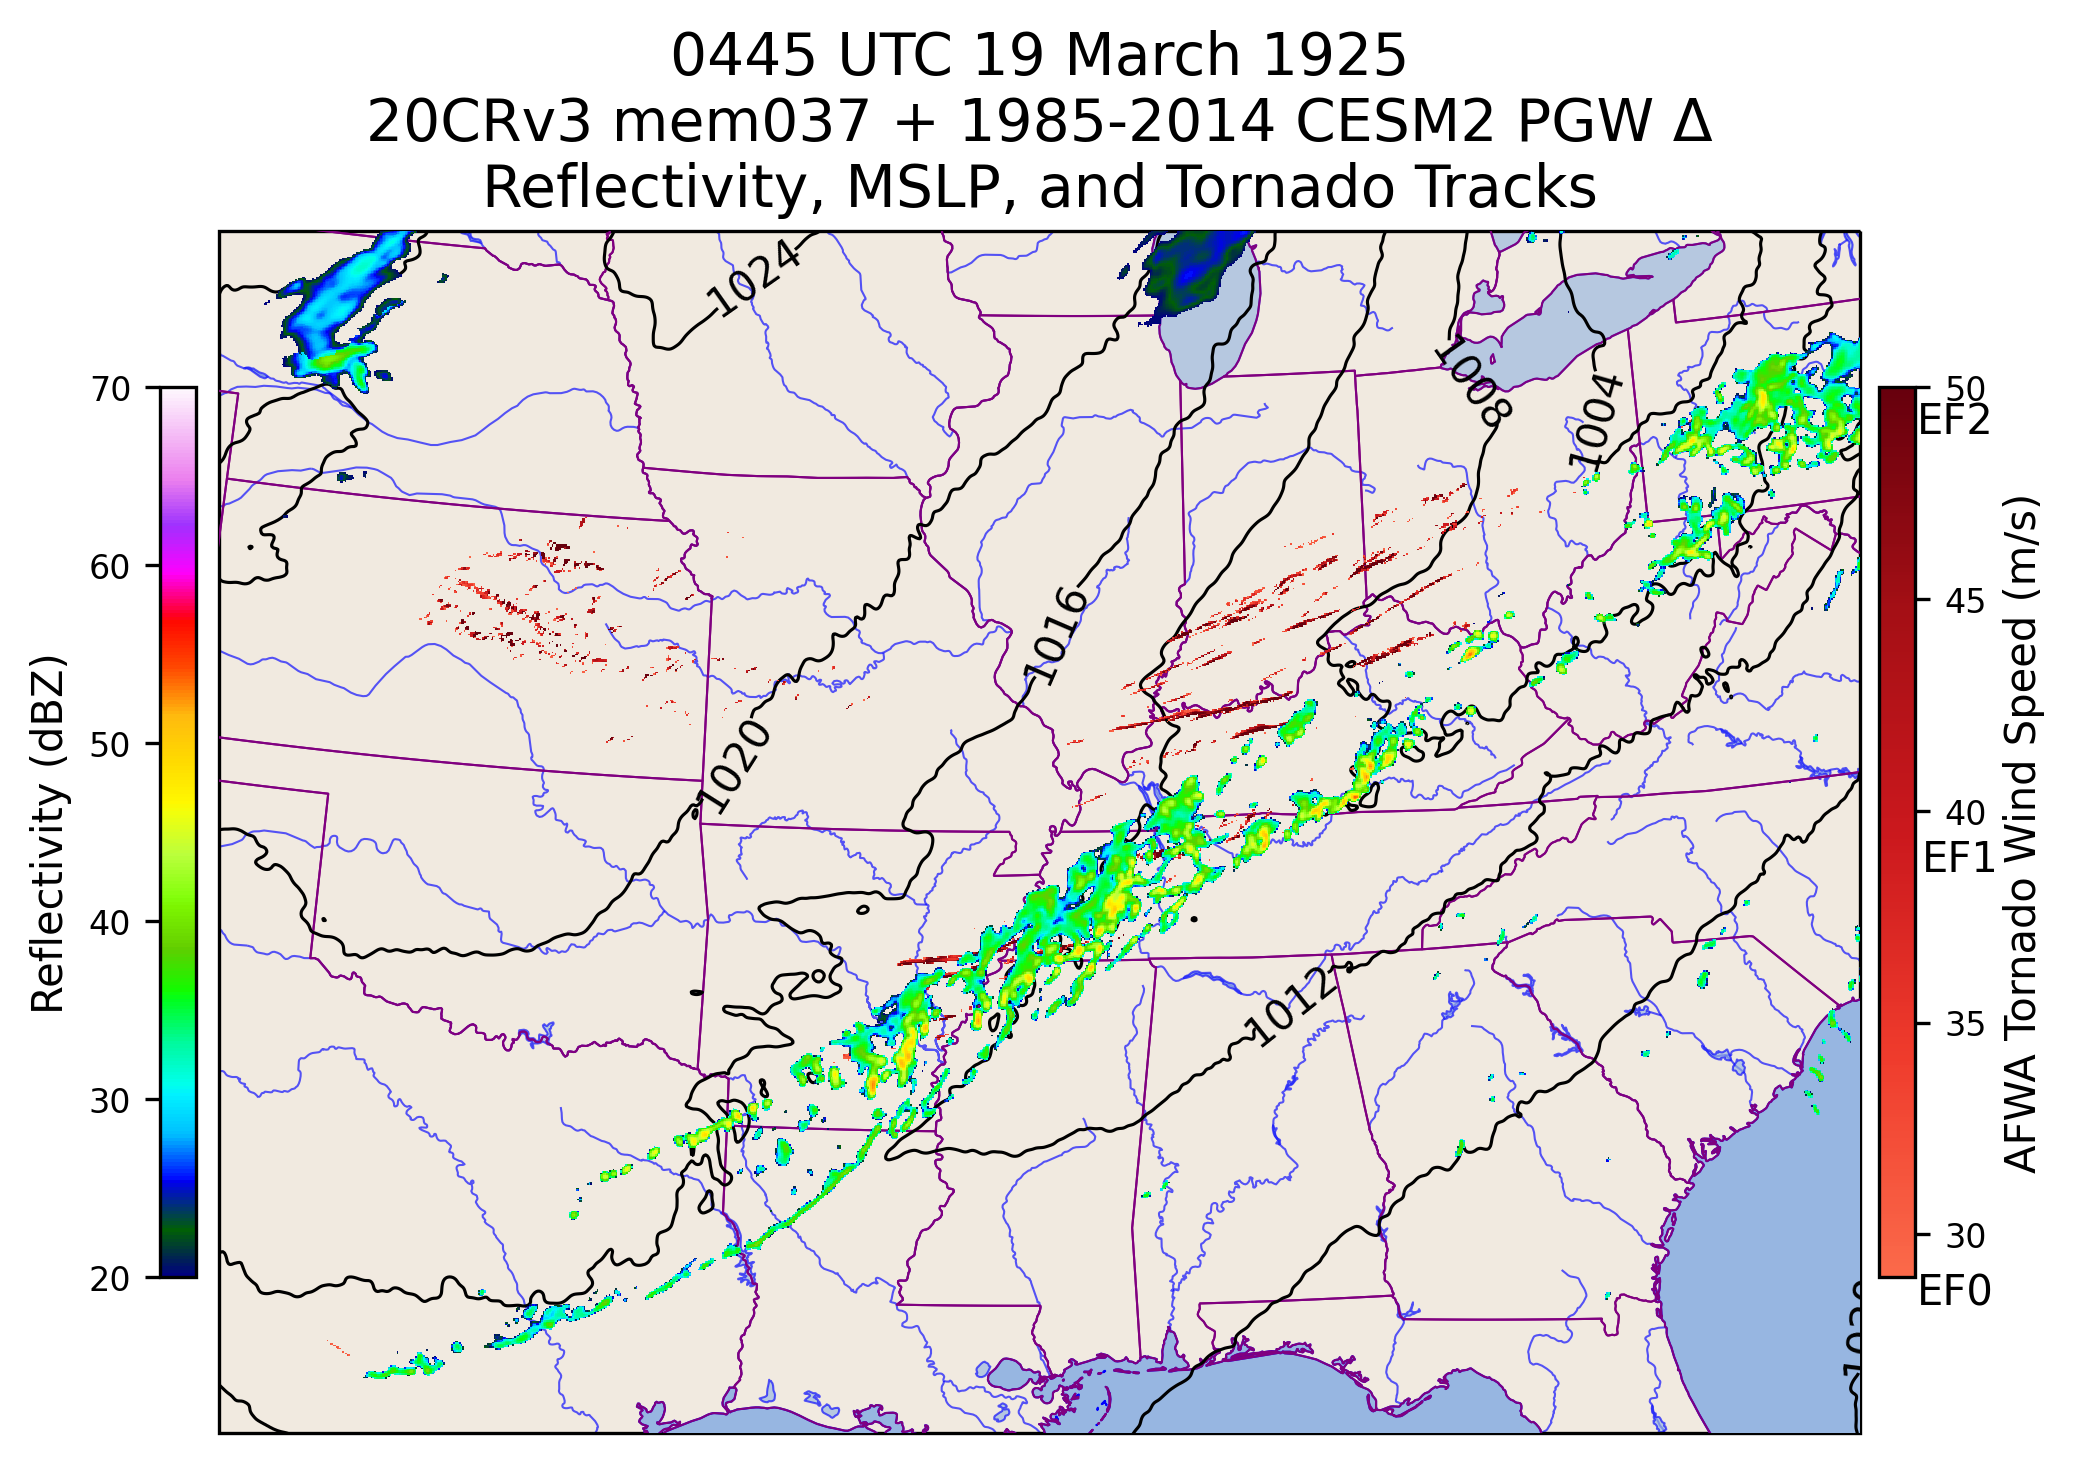 0445 UTC 19 March 1925
20CRv3 mem037 + 1985-2014 CESM2 PGW Δ
Reflectivity, MSLP, and Tornado Tracks
70
60
50
40
30
20
Reflectivity (dBZ)
1024
1008
1004
1016
1020
1012
1020
50
EF2
45
40
EF1
35
30
EF0
AFWA Tornado Wind Speed (m/s)